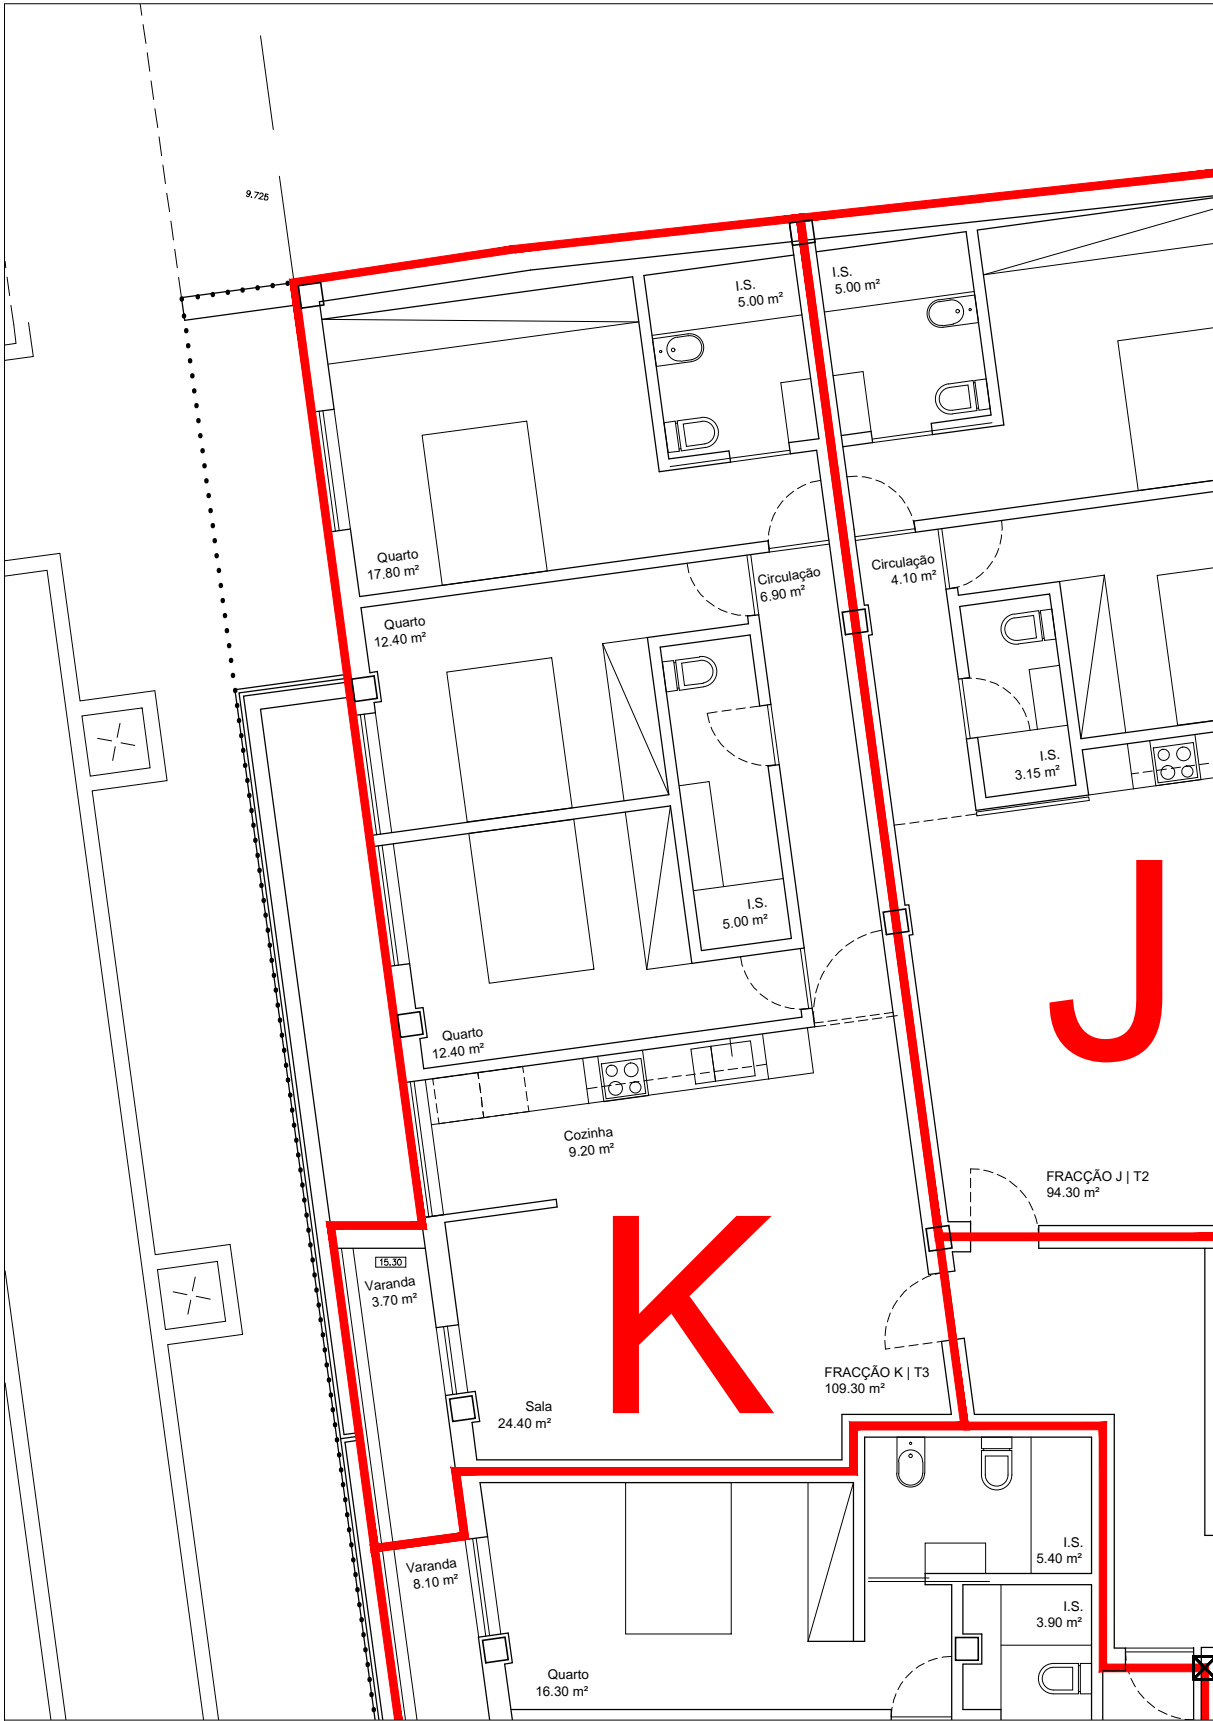 9.725
I.S.
5.00 m²
I.S.
5.00 m²
Quarto
17.80 m²
Circulação
6.90 m²
Circulação
4.10 m²
Quarto
12.40 m²
I.S.
3.15 m²
I.S.
5.00 m²
J
Quarto
12.40 m²
Cozinha
9.20 m²
FRACÇÃO J | T2
94.30 m²
K
15.30
Varanda
3.70 m²
FRACÇÃO K | T3
109.30 m²
Sala
24.40 m²
I.S.
5.40 m²
Varanda
8.10 m²
I.S.
3.90 m²
Quarto
16.30 m²